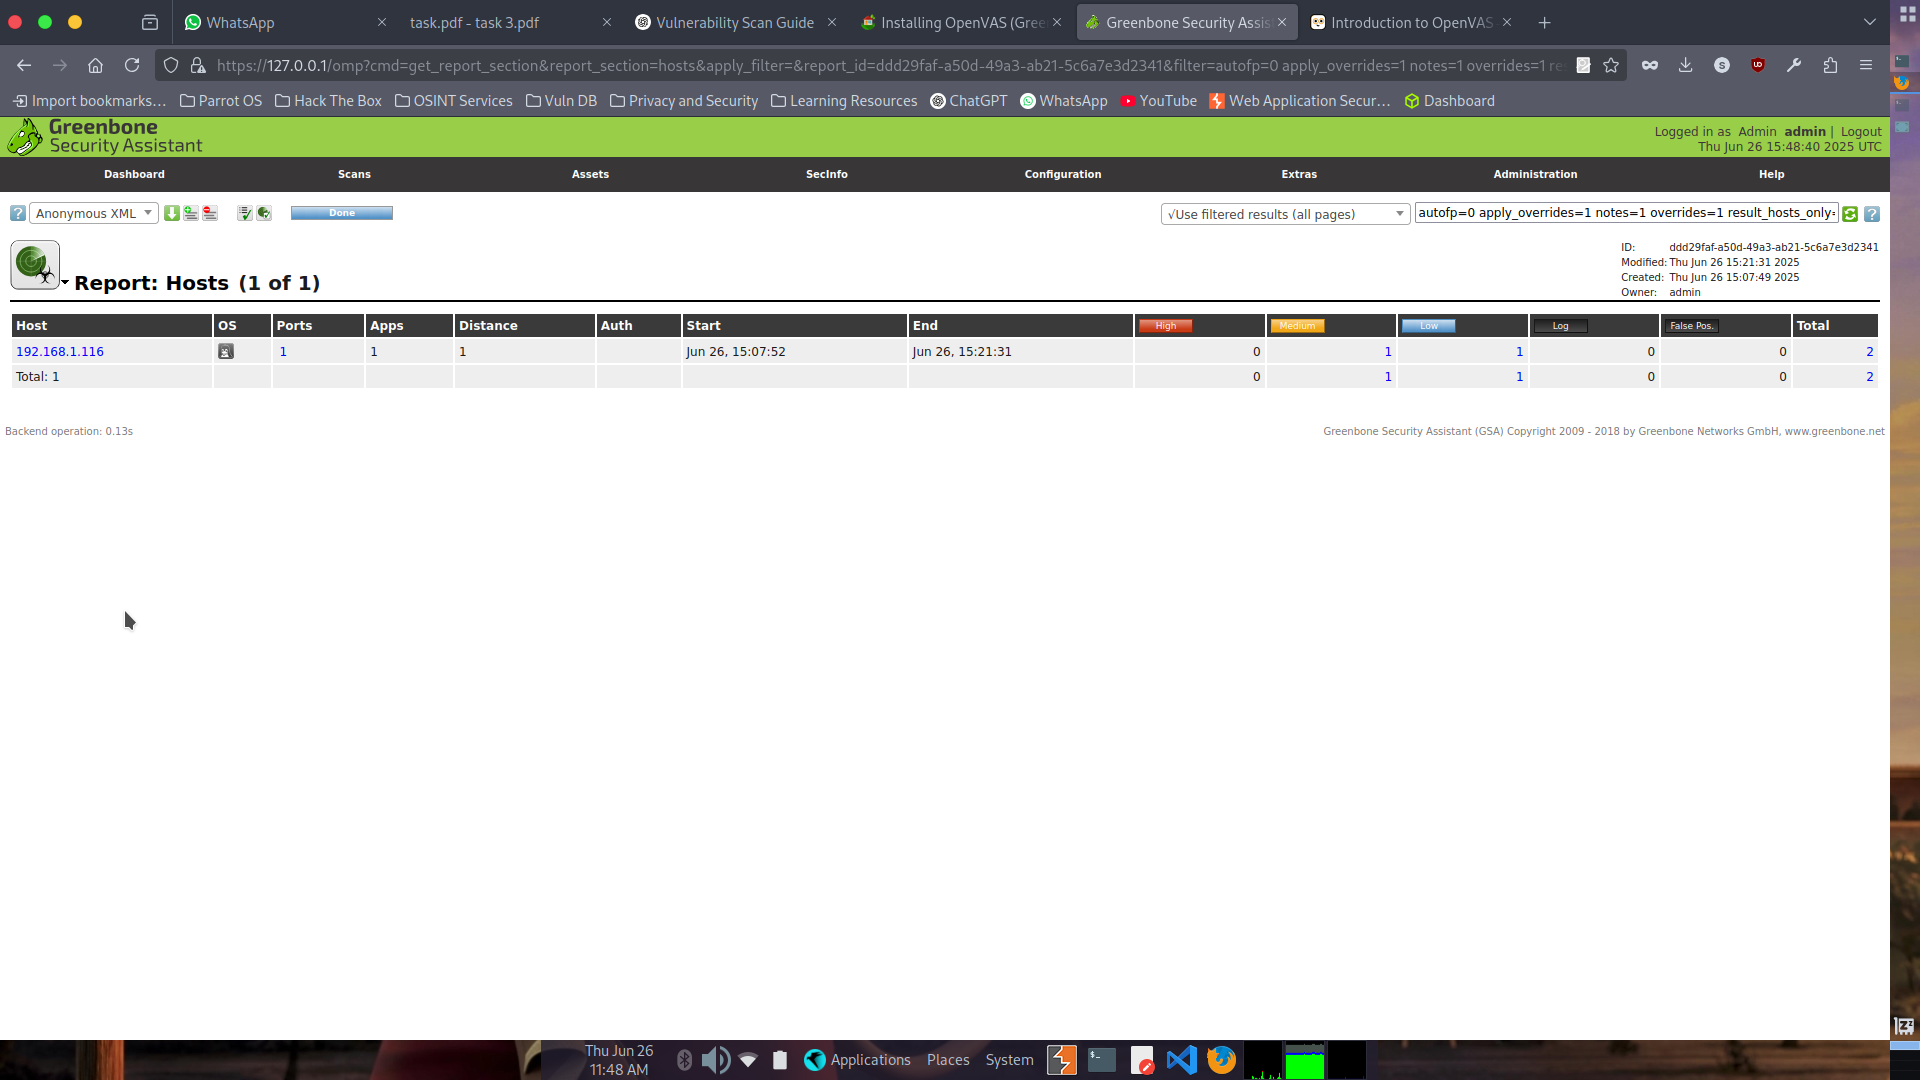 WhatsApp
task.pdf - task 3.pdf
Vulnerability Scan Guide
Installing OpenVAS (Gree
Greenbone Security Assis
Introduction to OpenVAS
https://127.0.0.1/omp?cmd=get_report_section&report_section=hosts&apply_filter=&report_id=ddd29faf-a50d-49a3-ab21-5c6a7e3d2341&filter=autofp=0 apply_overrides=1 notes=1 overrides=1 re
Import bookmarks…
Parrot OS
Hack The Box
OSINT Services
Vuln DB
Privacy and Security
Learning Resources
ChatGPT
WhatsApp
YouTube
Web Application Secur…
Dashboard
Greenbone
Security Assistant
Logged in as Admin admin | Logout
Thu Jun 26 15:48:40 2025 UTC
Dashboard Scans Assets SecInfo Configuration Extras Administration Help
? Anonymous XML Done √Use filtered results (all pages) autofp=0 apply_overrides=1 notes=1 overrides=1 result_hosts_only= ?
Report: Hosts (1 of 1)
ID: ddd29faf-a50d-49a3-ab21-5c6a7e3d2341
Modified: Thu Jun 26 15:21:31 2025
Created: Thu Jun 26 15:07:49 2025
Owner: admin
Host OS Ports Apps Distance Auth Start End High Medium Low Log False Pos. Total
192.168.1.116 1 1 1 Jun 26, 15:07:52 Jun 26, 15:21:31 0 1 1 0 0 2
Total: 1 0 1 1 0 0 2
Backend operation: 0.13s
Greenbone Security Assistant (GSA) Copyright 2009 - 2018 by Greenbone Networks GmbH, www.greenbone.net
Thu Jun 26
11:48 AM
Applications Places System